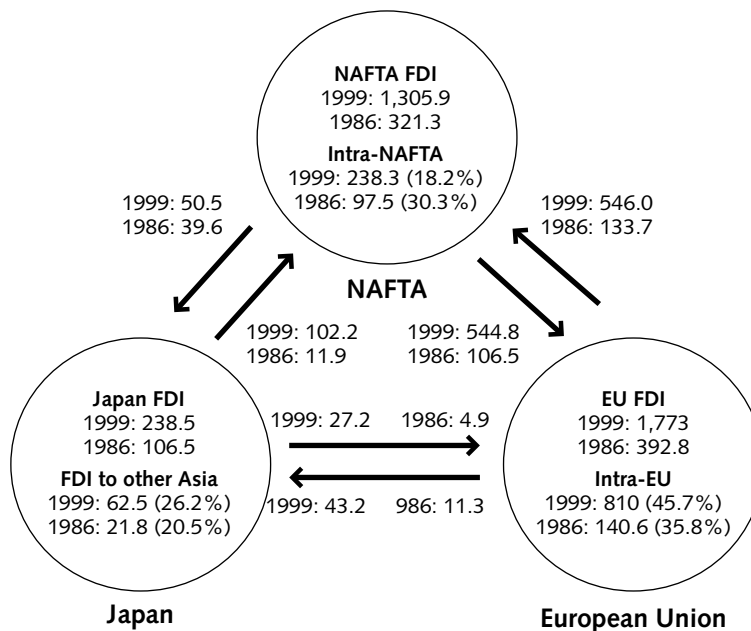 NAFTA FDI
1999: 1,305.9
1986: 321.3
Intra-NAFTA
1999: 238.3 (18.2%)
1986: 97.5 (30.3%)
NAFTA
1999: 50.5
1986: 39.6
1999: 546.0
1986: 133.7
1999: 102.2
1986: 11.9
1999: 544.8
1986: 106.5
Japan FDI
1999: 238.5
1986: 106.5
FDI to other Asia
1999: 62.5 (26.2%)
1986: 21.8 (20.5%)
Japan
1999: 27.2
1986: 4.9
1999: 43.2
986: 11.3
EU FDI
1999: 1,773
1986: 392.8
Intra-EU
1999: 810 (45.7%)
1986: 140.6 (35.8%)
European Union